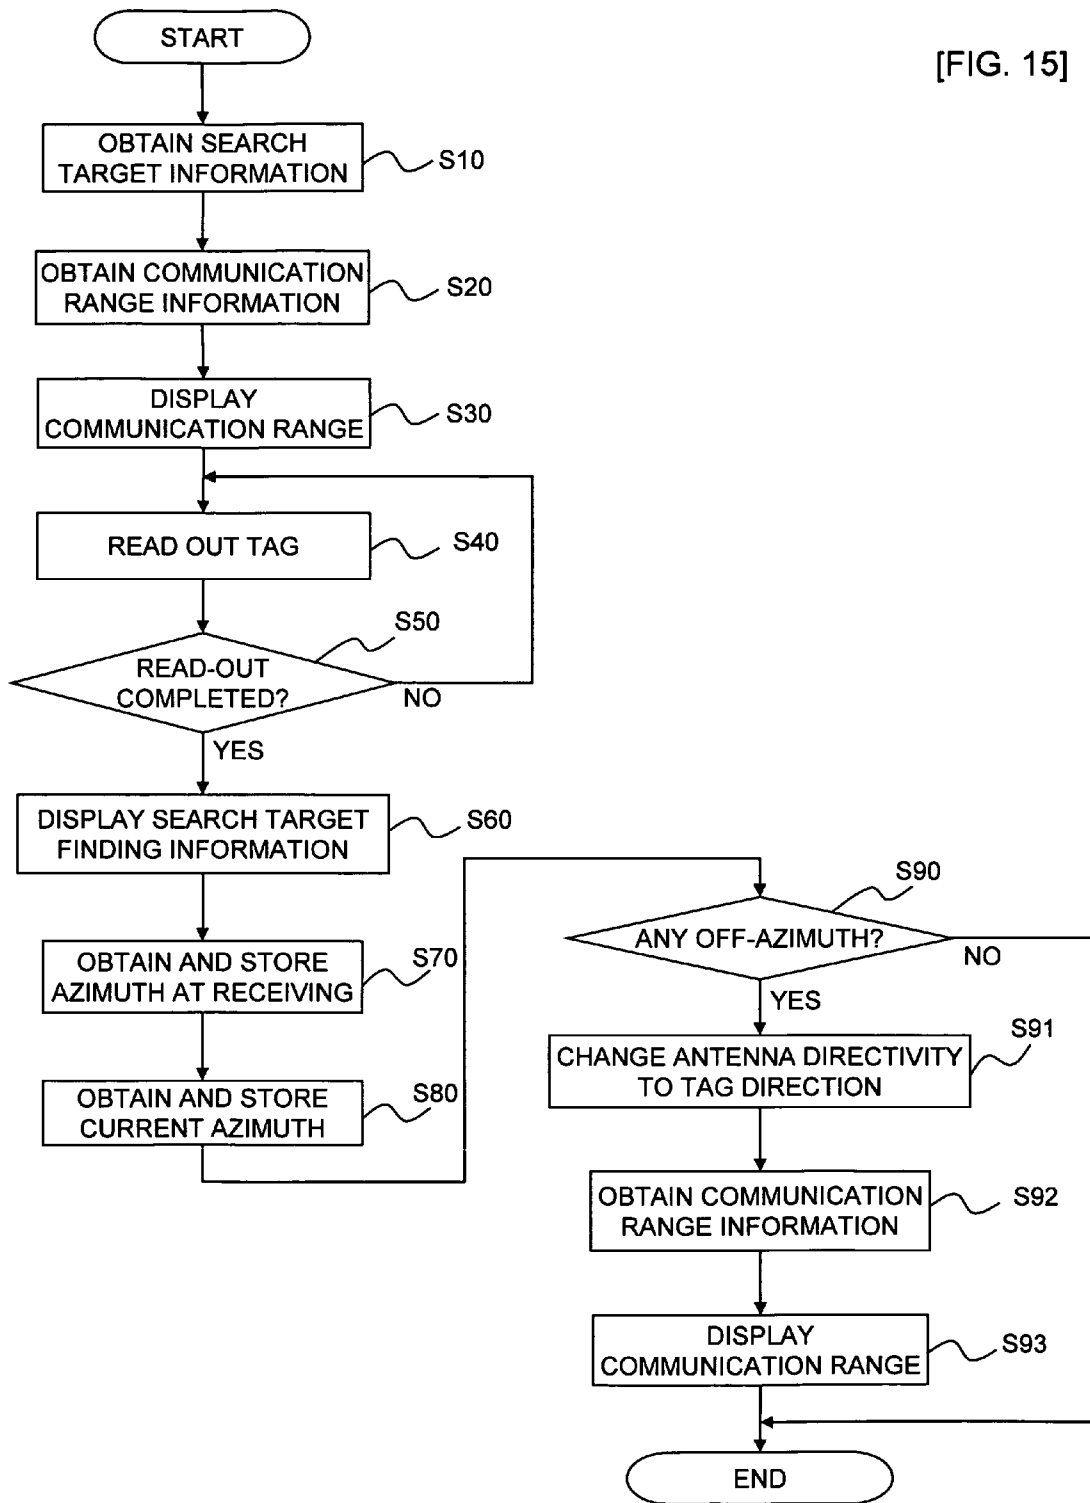 [FIG. 15]
START
OBTAIN SEARCH
TARGET INFORMATION
S10
OBTAIN COMMUNICATION
RANGE INFORMATION
S20
DISPLAY
COMMUNICATION RANGE
S30
READ OUT TAG
S40
S50
READ-OUT
COMPLETED?
NO
YES
DISPLAY SEARCH TARGET
FINDING INFORMATION
S60
OBTAIN AND STORE
AZIMUTH AT RECEIVING
S70
OBTAIN AND STORE
CURRENT AZIMUTH
S80
S90
ANY OFF-AZIMUTH?
NO
YES
CHANGE ANTENNA DIRECTIVITY
TO TAG DIRECTION
S91
OBTAIN COMMUNICATION
RANGE INFORMATION
S92
DISPLAY
COMMUNICATION RANGE
S93
END